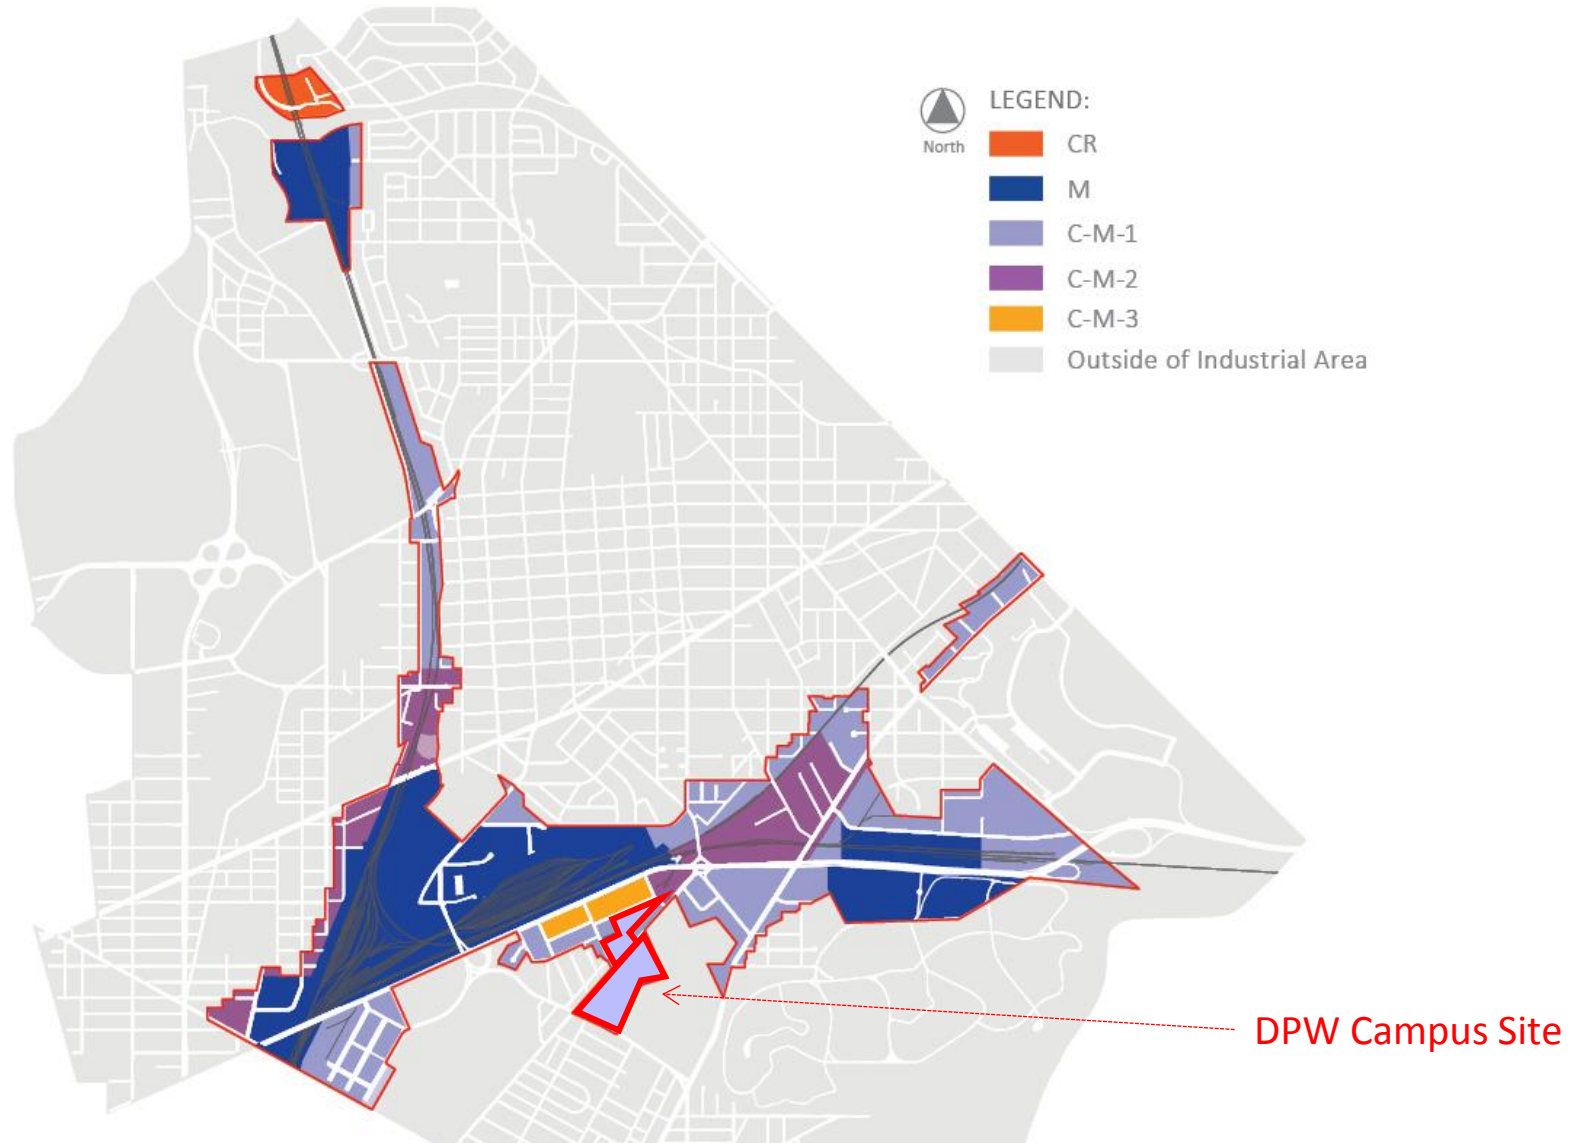 LEGEND:
North
CR
M
C-M-1
C-M-2
C-M-3
Outside of Industrial Area
DPW Campus Site